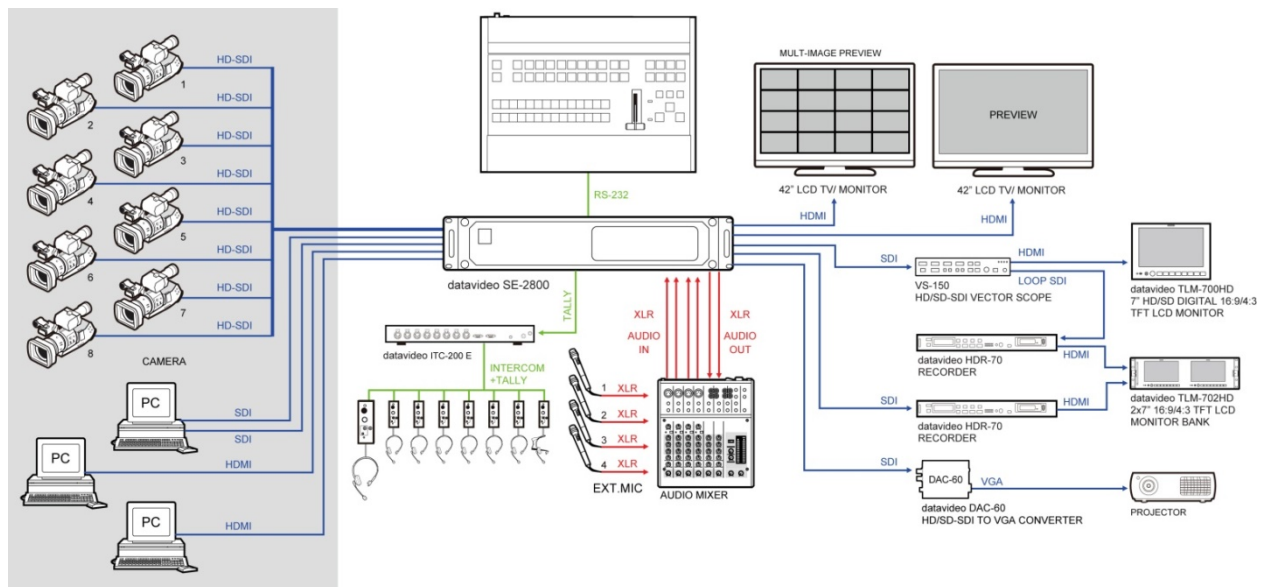 HD-SDI
1
HD-SDI
2
HD-SDI
3
HD-SDI
4
HD-SDI
5
HD-SDI
6
HD-SDI
7
HD-SDI
8
CAMERA
PC
SDI
SDI
PC
HDMI
PC
HDMI
RS-232
datavideo SE-2800
TALLY
datavideo ITC-200 E
INTERCOM
+TALLY
XLR
AUDIO
IN
XLR
AUDIO
OUT
1 XLR
2 XLR
3 XLR
4 XLR
EXT.MIC
AUDIO MIXER
MULT-IMAGE PREVIEW
42" LCD TV/ MONITOR
HDMI
PREVIEW
42" LCD TV/ MONITOR
HDMI
SDI
VS-150
HD/SD-SDI VECTOR SCOPE
HDMI
LOOP SDI
datavideo TLM-700HD
7" HD/SD DIGITAL 16:9/4:3
TFT LCD MONITOR
datavideo HDR-70
RECORDER
HDMI
SDI
datavideo HDR-70
RECORDER
HDMI
datavideo TLM-702HD
2x7" 16:9/4:3 TFT LCD
MONITOR BANK
SDI
DAC-60
VGA
datavideo DAC-60
HD/SD-SDI TO VGA CONVERTER
PROJECTOR